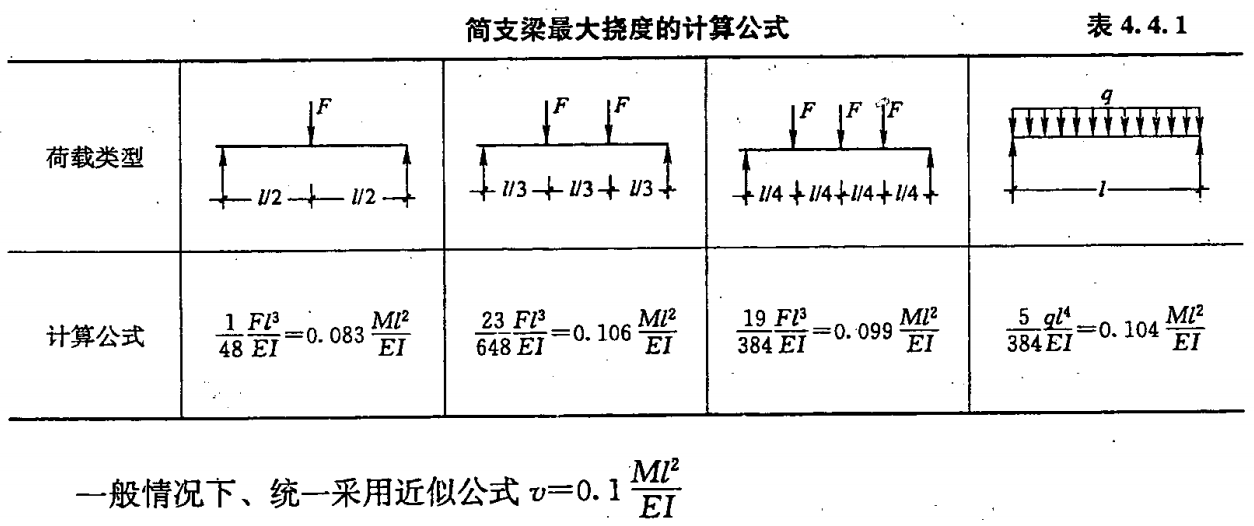 简支梁最大挠度的计算公式 表 4.4.1
荷载类型
F
l/2 l/2
F F
l/3 l/3 l/3
F F F
l/4 l/4 l/4 l/4
q
l
计算公式
\frac{1}{48}\frac{Fl^3}{EI}=0.083\frac{Ml^2}{EI}
\frac{23}{648}\frac{Fl^3}{EI}=0.106\frac{Ml^2}{EI}
\frac{19}{384}\frac{Fl^3}{EI}=0.099\frac{Ml^2}{EI}
\frac{5}{384}\frac{ql^4}{EI}=0.104\frac{Ml^2}{EI}
一般情况下、统一采用近似公式 v=0.1\frac{Ml^2}{EI}